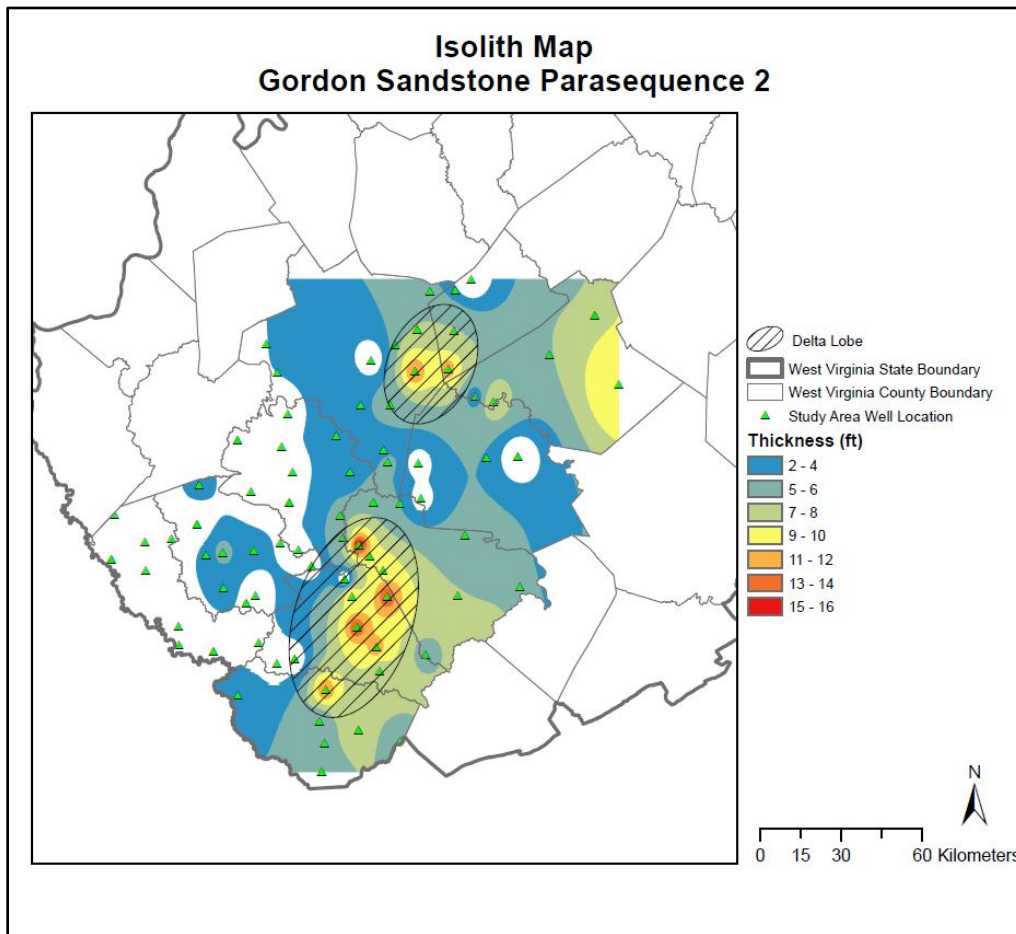 Isolith Map
Gordon Sandstone Parasequence 2
Delta Lobe
West Virginia State Boundary
West Virginia County Boundary
Study Area Well Location
Thickness (ft)
2 - 4
5 - 6
7 - 8
9 - 10
11 - 12
13 - 14
15 - 16
N
0 15 30 60 Kilometers